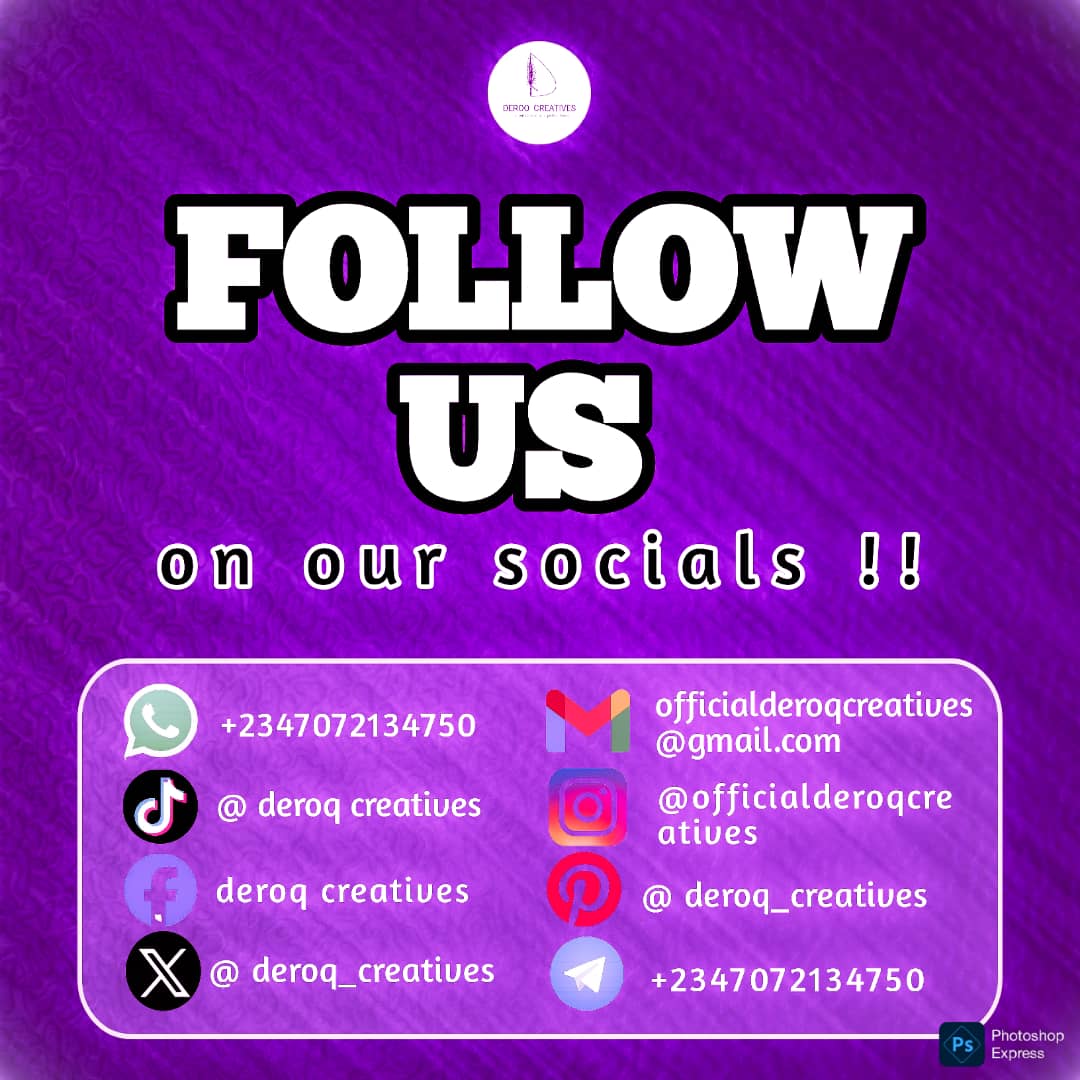 DEROQ CREATIVES
FOLLOW
US
on our socials !!
+2347072134750
officialderoqcreatives
@gmail.com
@ deroq creatives
@officialderoqcre
atives
deroq creatives
@ deroq_creatives
@ deroq_creatives
+2347072134750
Ps
Photoshop
Express